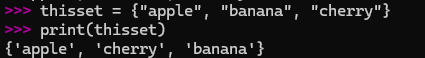 >>> thisset = {"apple", "banana", "cherry"}
>>> print(thisset)
{'apple', 'cherry', 'banana'}